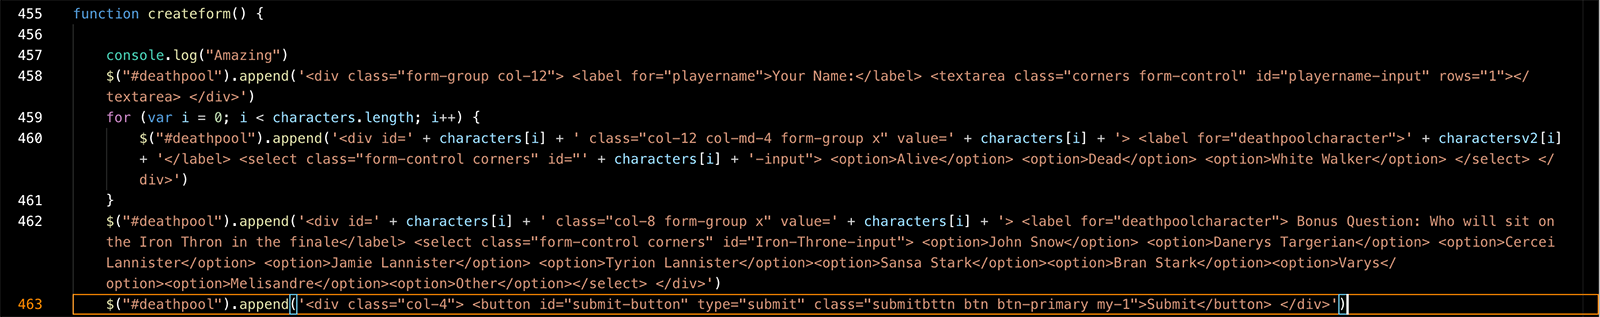 455 function createform() {
456
457 console.log("Amazing")
458 $("#deathpool").append('<div class="form-group col-12"> <label for="playername">Your Name:</label> <textarea class="corners form-control" id="playername-input" rows="1"></
textarea> </div>')
459 for (var i = 0; i < characters.length; i++) {
460 $("#deathpool").append('<div id=' + characters[i] + ' class="col-12 col-md-4 form-group x" value=' + characters[i] + '> <label for="deathpoolcharacter">' + charactersv2[i]
+ '</label> <select class="form-control corners" id="' + characters[i] + '-input"> <option>Alive</option> <option>Dead</option> <option>White Walker</option> </select> </
div>')
461 }
462 $("#deathpool").append('<div id=' + characters[i] + ' class="col-8 form-group x" value=' + characters[i] + '> <label for="deathpoolcharacter"> Bonus Question: Who will sit on
the Iron Thron in the finale</label> <select class="form-control corners" id="Iron-Throne-input"> <option>John Snow</option> <option>Danerys Targerian</option> <option>Cercei
Lannister</option> <option>Jamie Lannister</option> <option>Tyrion Lannister</option><option>Sansa Stark</option><option>Bran Stark</option><option>Varys</
option><option>Melisandre</option><option>Other</option></select> </div>')
463 $("#deathpool").append('<div class="col-4"> <button id="submit-button" type="submit" class="submitbttn btn btn-primary my-1">Submit</button> </div>')